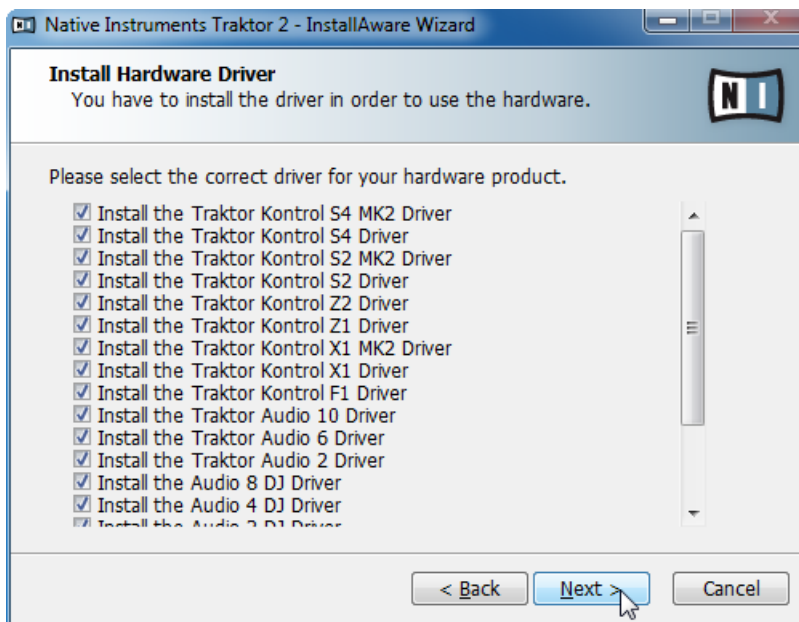 Native Instruments Traktor 2 - InstallAware Wizard
Install Hardware Driver
You have to install the driver in order to use the hardware.
N I
Please select the correct driver for your hardware product.
Install the Traktor Kontrol S4 MK2 Driver
Install the Traktor Kontrol S4 Driver
Install the Traktor Kontrol S2 MK2 Driver
Install the Traktor Kontrol S2 Driver
Install the Traktor Kontrol Z2 Driver
Install the Traktor Kontrol Z1 Driver
Install the Traktor Kontrol X1 MK2 Driver
Install the Traktor Kontrol X1 Driver
Install the Traktor Kontrol F1 Driver
Install the Traktor Audio 10 Driver
Install the Traktor Audio 6 Driver
Install the Traktor Audio 2 Driver
Install the Audio 8 DJ Driver
Install the Audio 4 DJ Driver
Install the Audio 2 DJ Driver
< Back Next > Cancel